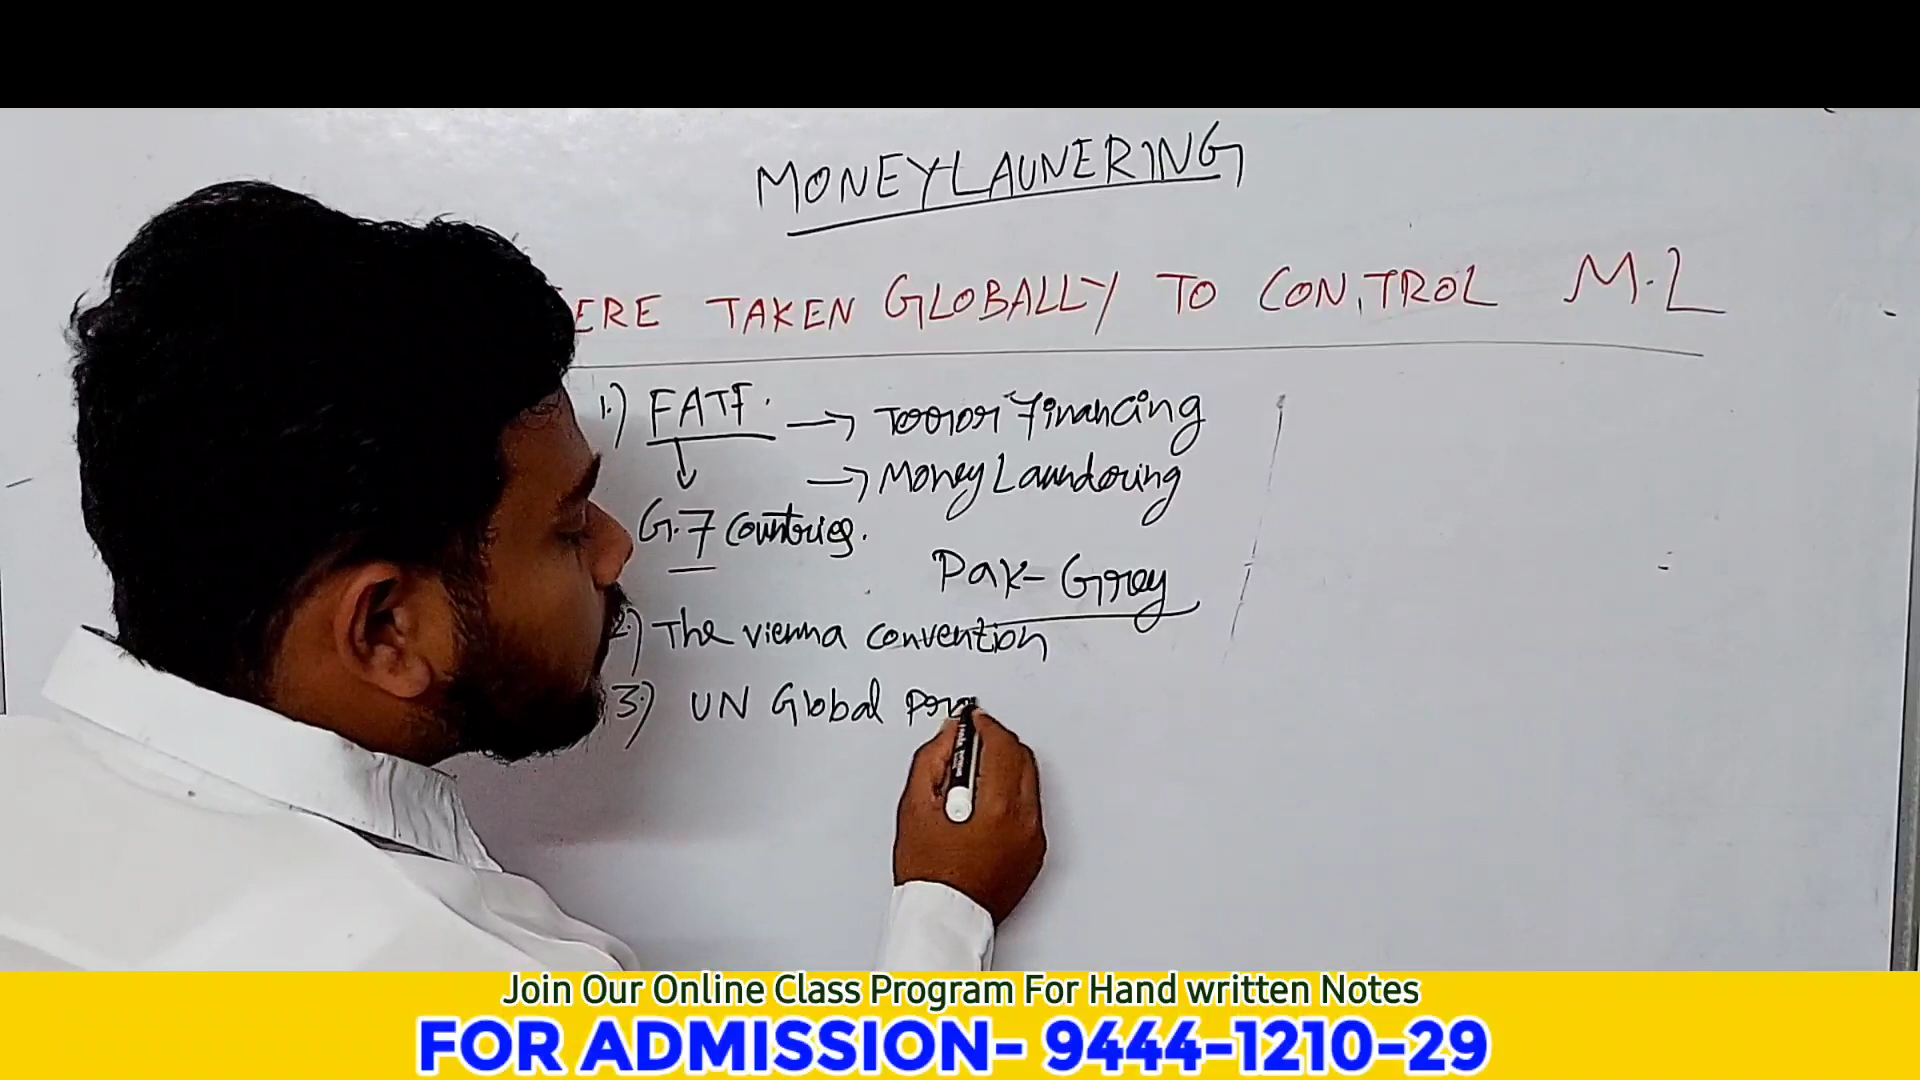 MONEYLAUNERING
ERE TAKEN GLOBALLY TO CONTROL M.L
1.) FATF. → Terror Financing
→ Money Laundering
G.7 Countries.
Pak- Grey
2.) The vienna convention
3.) UN Global
Join Our Online Class Program For Hand written Notes
FOR ADMISSION- 9444-1210-29